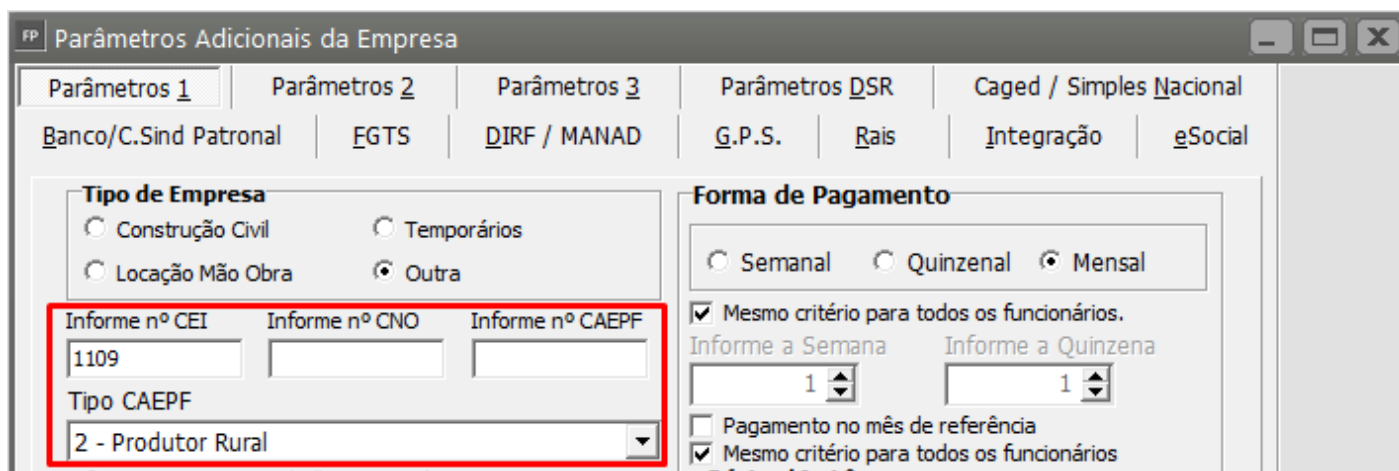 FP Parâmetros Adicionais da Empresa
Parâmetros 1 Parâmetros 2 Parâmetros 3 Parâmetros DSR Caged / Simples Nacional
Banco/C.Sind Patronal FGTS DIRF / MANAD G.P.S. Rais Integração eSocial
Tipo de Empresa
Construção Civil Temporários
Locação Mão Obra Outra
Informe nº CEI Informe nº CNO Informe nº CAEPF
1109
Tipo CAEPF
2 - Produtor Rural
Forma de Pagamento
Semanal Quinzenal Mensal
Mesmo critério para todos os funcionários.
Informe a Semana Informe a Quinzena
1 1
Pagamento no mês de referência
Mesmo critério para todos os funcionários